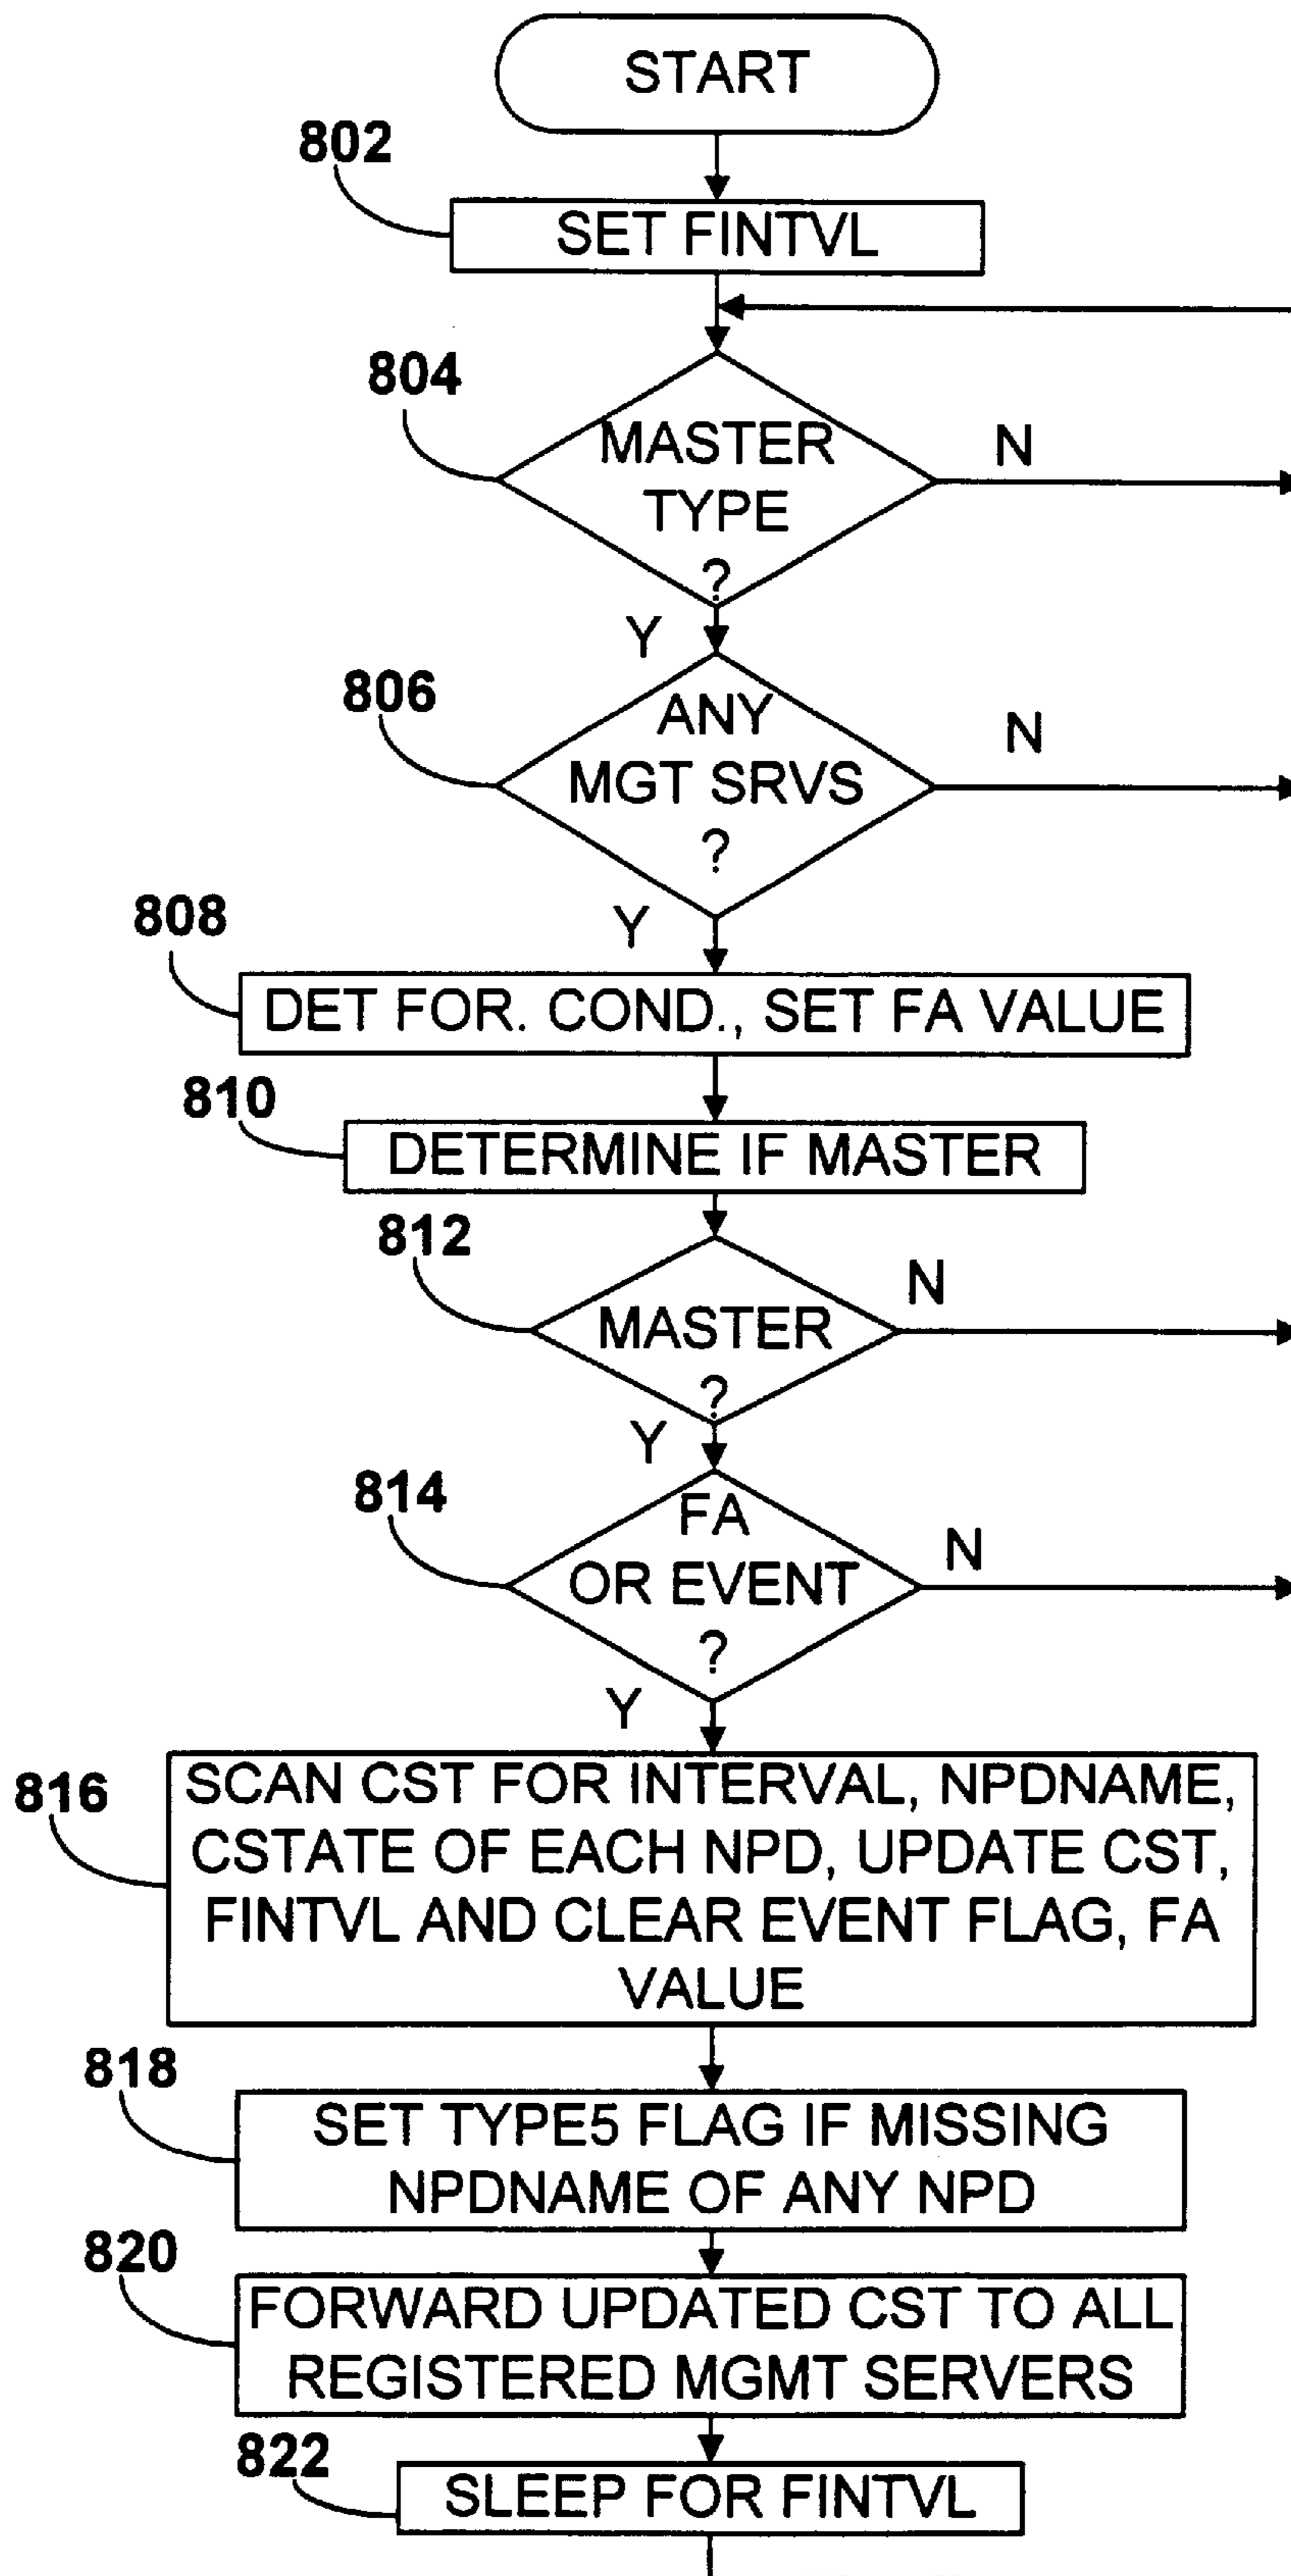 START
802
SET FINTVL
804
MASTER
TYPE
?
N
Y
806
ANY
MGT SRVS
?
N
Y
808
DET FOR. COND., SET FA VALUE
810
DETERMINE IF MASTER
812
MASTER
?
N
Y
814
FA
OR EVENT
?
N
Y
816
SCAN CST FOR INTERVAL, NPDNAME,
CSTATE OF EACH NPD, UPDATE CST,
FINTVL AND CLEAR EVENT FLAG, FA
VALUE
818
SET TYPE5 FLAG IF MISSING
NPDNAME OF ANY NPD
820
FORWARD UPDATED CST TO ALL
REGISTERED MGMT SERVERS
822
SLEEP FOR FINTVL